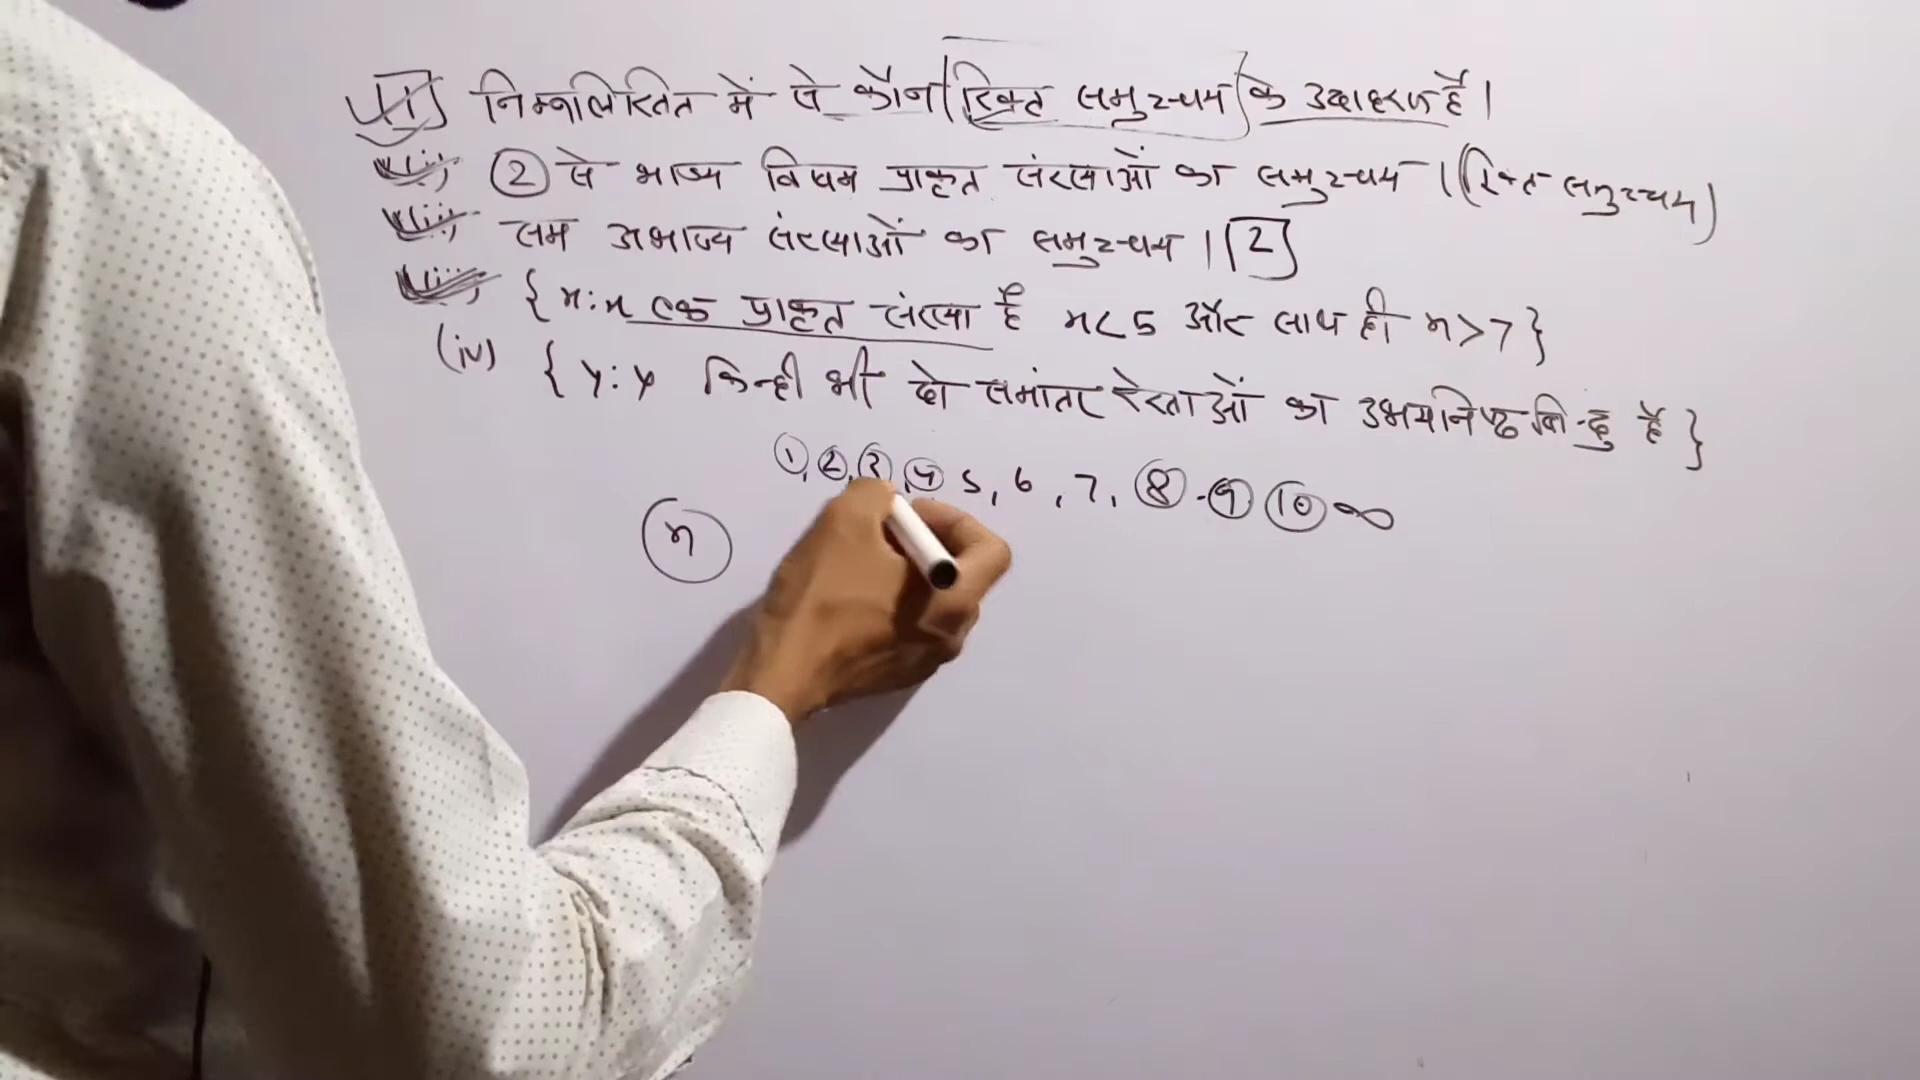 1) निम्नलिखित में से कौन रिक्त समुच्चय के उदाहरण है।
(i) 2 से भाज्य विषम प्राकृत संख्याओं का समुच्चय। (रिक्त समुच्चय)
(ii) सम अभाज्य संख्याओं का समुच्चय। [2]
(iii) {x:x एक प्राकृत संख्या है x<5 और साथ ही x>7}
(iv) {y:y किन्ही भी दो समांतर रेखाओं का उभयनिष्ठ बिन्दु है}
1, 2, 3, 4 5, 6, 7, 8 9 10 ∞
x